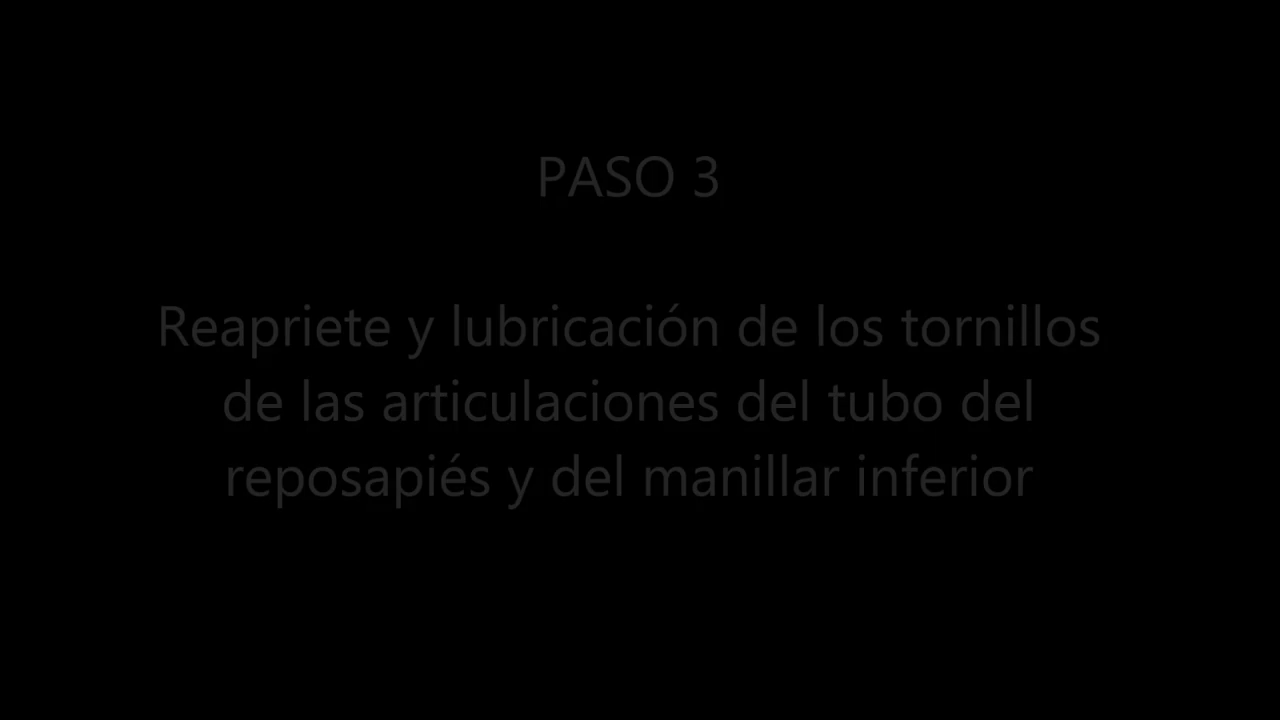 PASO 3
Reapriete y lubricación de los tornillos
de las articulaciones del tubo del
reposapiés y del manillar inferior